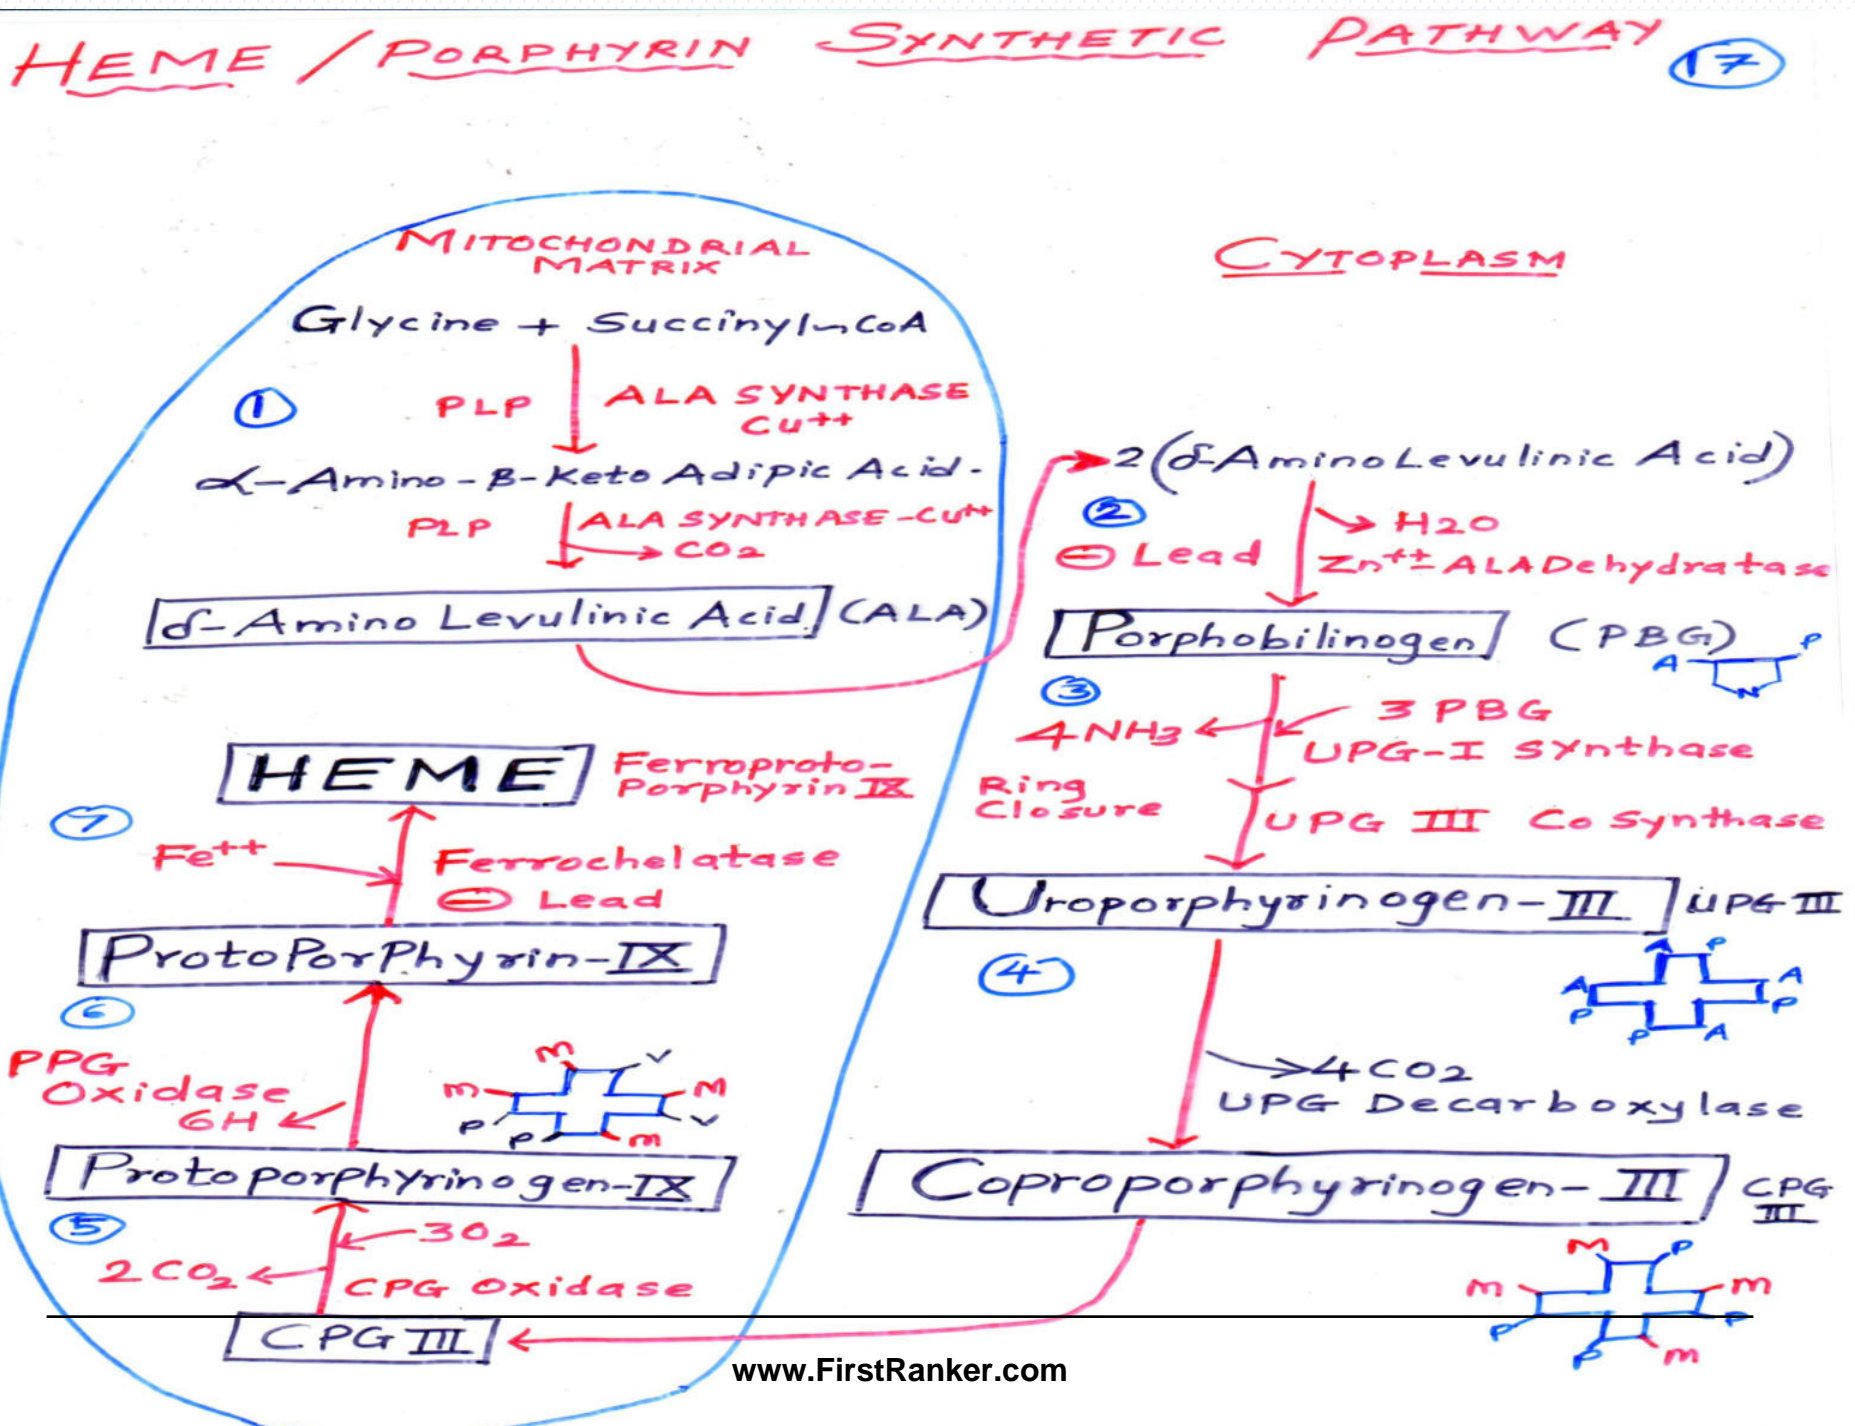 HEME / PORPHYRIN SYNTHETIC PATHWAY
17
MITOCHONDRIAL
MATRIX
Glycine + Succinyl~CoA
1
PLP
ALA SYNTHASE
Cu++
α-Amino-β-Keto Adipic Acid.
PLP
ALA SYNTHASE-Cu++
CO2
δ-Amino Levulinic Acid (ALA)
CYTOPLASM
2(δ-Amino Levulinic Acid)
2
H2O
⊖ Lead
Zn++-ALA Dehydratase
Porphobilinogen (PBG)
A P
N
3
4NH3
3 PBG
UPG-I Synthase
Ring
Closure
UPG III Co Synthase
Uroporphyrinogen-III UPG III
A P
A A
P P
P A
4
4CO2
UPG Decarboxylase
Coproporphyrinogen-III CPG
III
M P
m m
P P
P m
CPG III
5
3O2
2CO2
CPG Oxidase
Protoporphyrinogen-IX
6
PPG
Oxidase
6H
M V
m M
P V
P m
ProtoPorPhyrin-IX
7
Fe++
Ferrochelatase
⊖ Lead
HEME
Ferroproto-
Porphyrin IX
www.FirstRanker.com